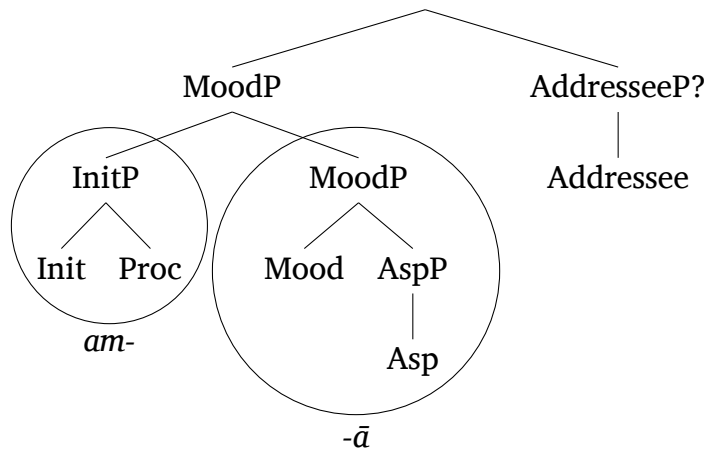 MoodP AddresseeP?
InitP MoodP Addressee
Init Proc Mood AspP
am-
Asp
-ā